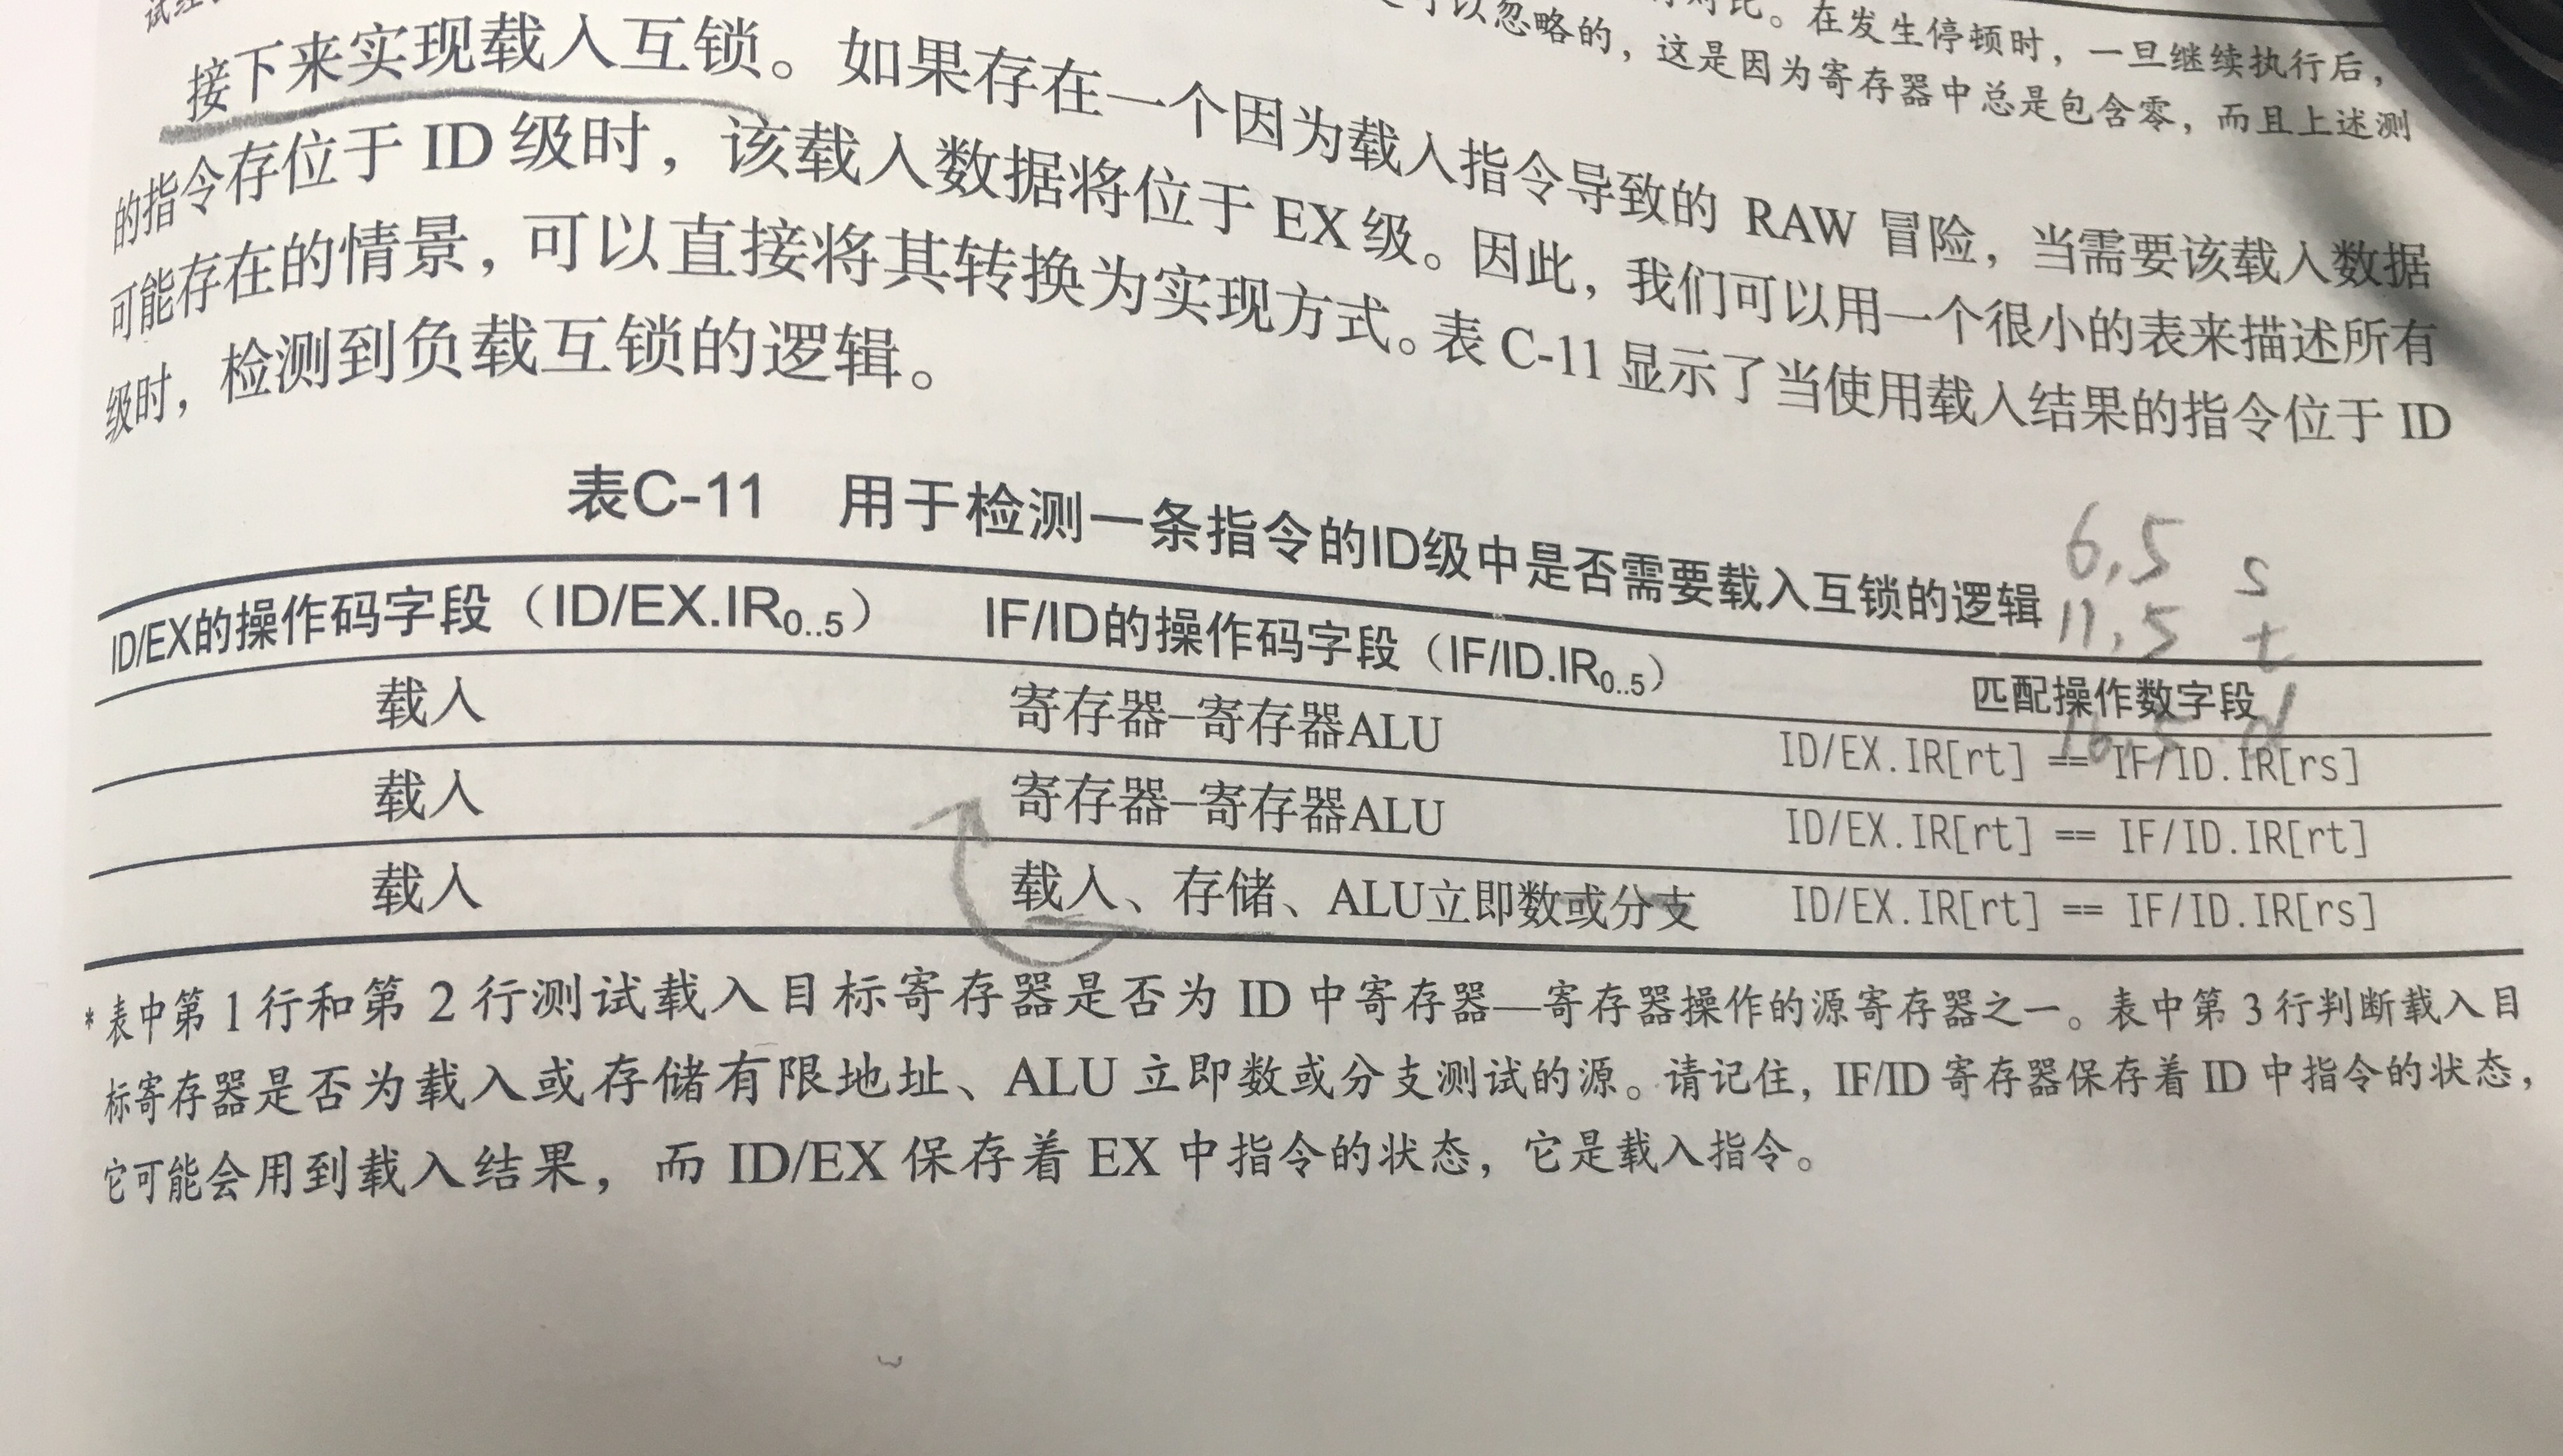 试经
对比。在发生停顿时，一旦继续执行后，
可以忽略的，这是因为寄存器中总是包含零，而且上述测
接下来实现载入互锁。如果存在一个因为载入指令导致的 RAW 冒险，当需要该载入数据
的指令存位于 ID 级时，该载入数据将位于 EX 级。因此，我们可以用一个很小的表来描述所有
可能存在的情景，可以直接将其转换为实现方式。表 C-11 显示了当使用载入结果的指令位于 ID
级时，检测到负载互锁的逻辑。
表C-11 用于检测一条指令的ID级中是否需要载入互锁的逻辑
6,5 s
11,5 t
16,5 d
ID/EX的操作码字段（ID/EX.IR0..5） IF/ID的操作码字段（IF/ID.IR0..5） 匹配操作数字段
载入 寄存器-寄存器ALU ID/EX.IR[rt] == IF/ID.IR[rs]
载入 寄存器-寄存器ALU ID/EX.IR[rt] == IF/ID.IR[rt]
载入 载入、存储、ALU立即数或分支 ID/EX.IR[rt] == IF/ID.IR[rs]
* 表中第 1 行和第 2 行测试载入目标寄存器是否为 ID 中寄存器—寄存器操作的源寄存器之一。表中第 3 行判断载入目
标寄存器是否为载入或存储有限地址、ALU 立即数或分支测试的源。请记住，IF/ID 寄存器保存着 ID 中指令的状态，
它可能会用到载入结果，而 ID/EX 保存着 EX 中指令的状态，它是载入指令。